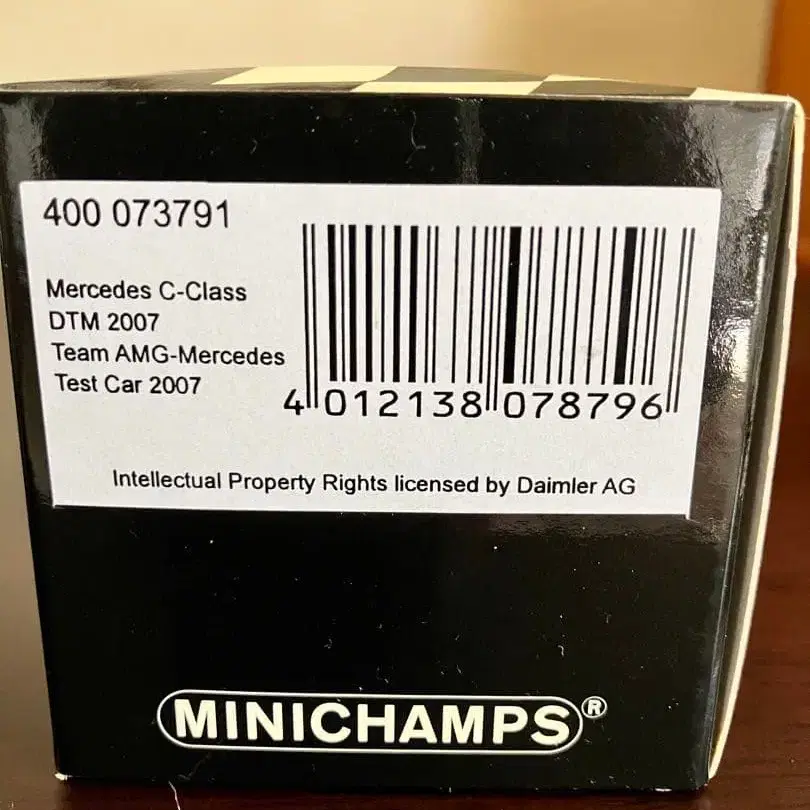 400 073791
Mercedes C-Class
DTM 2007
Team AMG-Mercedes
Test Car 2007
4 012138 078796
Intellectual Property Rights licensed by Daimler AG
MINICHAMPS®